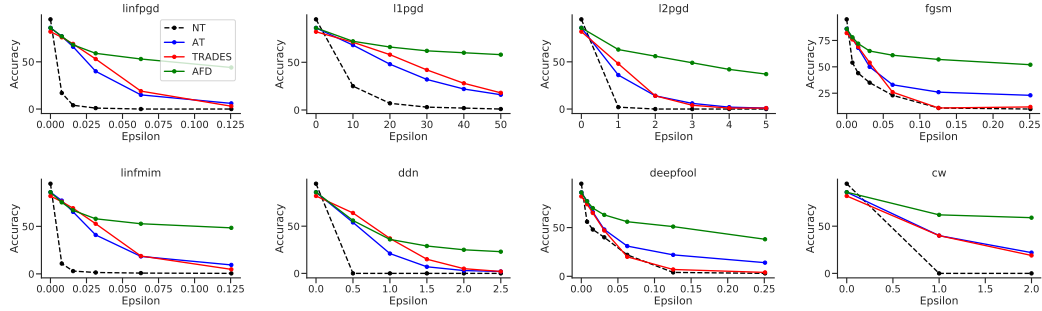 linfpgd
Accuracy
50
0
0.000 0.025 0.050 0.075 0.100 0.125
Epsilon
NT
AT
TRADES
AFD
l1pgd
Accuracy
50
0
0 10 20 30 40 50
Epsilon
l2pgd
Accuracy
50
0
0 1 2 3 4 5
Epsilon
fgsm
Accuracy
75
50
25
0.00 0.05 0.10 0.15 0.20 0.25
Epsilon
linfmim
Accuracy
50
0
0.000 0.025 0.050 0.075 0.100 0.125
Epsilon
ddn
Accuracy
50
0
0.0 0.5 1.0 1.5 2.0 2.5
Epsilon
deepfool
Accuracy
50
0
0.00 0.05 0.10 0.15 0.20 0.25
Epsilon
cw
Accuracy
50
0
0.0 0.5 1.0 1.5 2.0
Epsilon